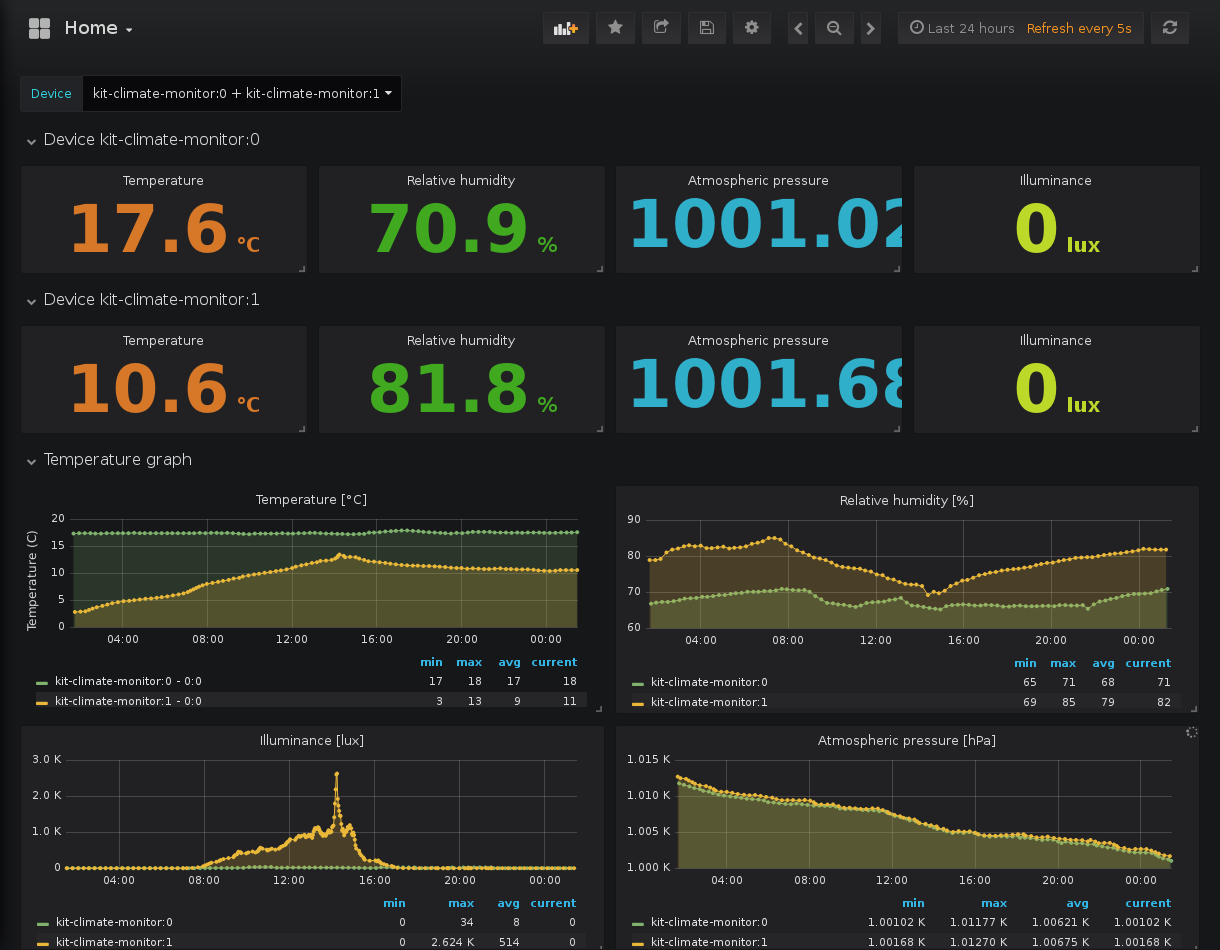 Home
Last 24 hours Refresh every 5s
Device kit-climate-monitor:0 + kit-climate-monitor:1
Device kit-climate-monitor:0
Temperature Relative humidity Atmospheric pressure Illuminance
17.6 °C 70.9 % 1001.02 0 lux
Device kit-climate-monitor:1
Temperature Relative humidity Atmospheric pressure Illuminance
10.6 °C 81.8 % 1001.68 0 lux
Temperature graph
Temperature [°C]
Temperature (C)
20
15
10
5
0
04:00 08:00 12:00 16:00 20:00 00:00
min max avg current
kit-climate-monitor:0 - 0:0 17 18 17 18
kit-climate-monitor:1 - 0:0 3 13 9 11
Relative humidity [%]
90
80
70
60
04:00 08:00 12:00 16:00 20:00 00:00
min max avg current
kit-climate-monitor:0 65 71 68 71
kit-climate-monitor:1 69 85 79 82
Illuminance [lux]
3.0 K
2.0 K
1.0 K
0
04:00 08:00 12:00 16:00 20:00 00:00
min max avg current
kit-climate-monitor:0 0 34 8 0
kit-climate-monitor:1 0 2.624 K 514 0
Atmospheric pressure [hPa]
1.015 K
1.010 K
1.005 K
1.000 K
04:00 08:00 12:00 16:00 20:00 00:00
min max avg current
kit-climate-monitor:0 1.00102 K 1.01177 K 1.00621 K 1.00102 K
kit-climate-monitor:1 1.00168 K 1.01270 K 1.00675 K 1.00168 K